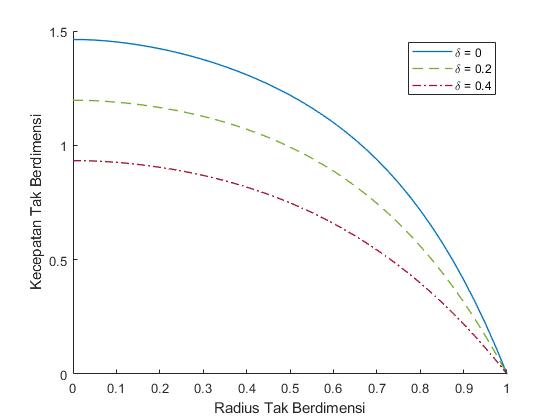 1.5
1
0.5
0
Kecepatan Tak Berdimensi
δ = 0
δ = 0.2
δ = 0.4
0 0.1 0.2 0.3 0.4 0.5 0.6 0.7 0.8 0.9 1
Radius Tak Berdimensi